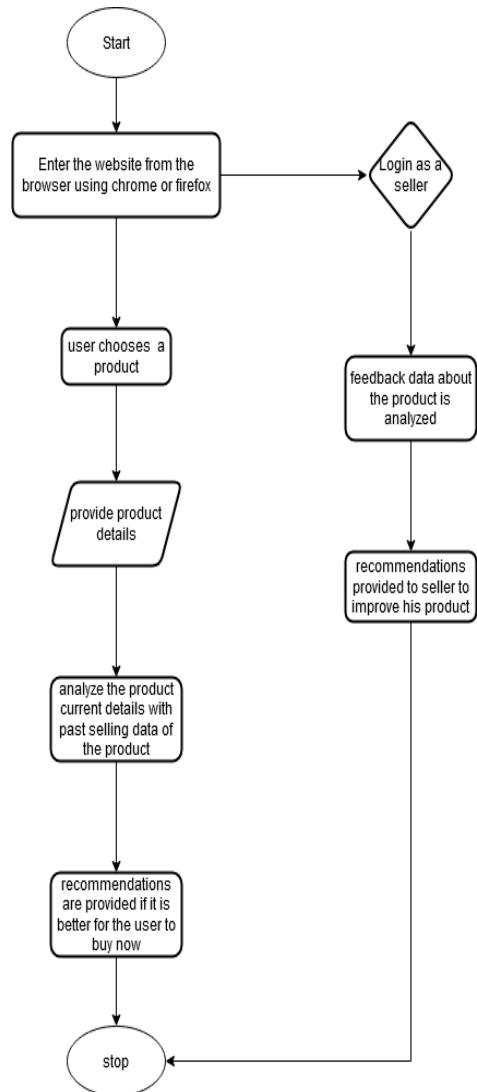 Start
Enter the website from the
browser using chrome or firefox
Login as a
seller
user chooses a
product
feedback data about
the product is
analyzed
provide product
details
recommendations
provided to seller to
improve his product
analyze the product
current details with
past selling data of
the product
recommendations
are provided if it is
better for the user to
buy now
stop